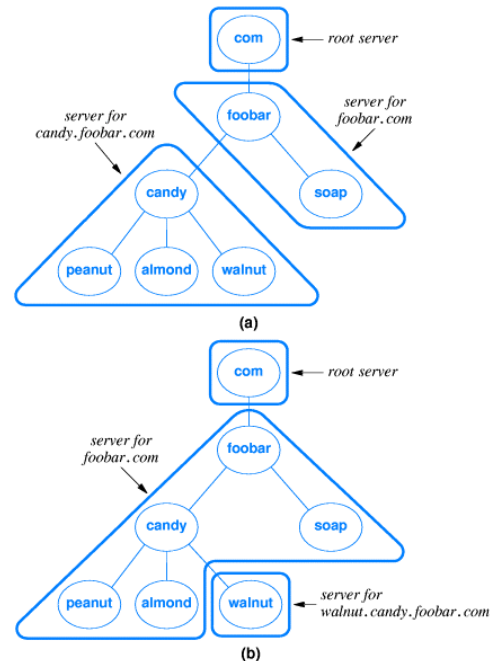 com
root server
server for
candy.foobar.com
foobar
server for
foobar.com
candy
soap
peanut
almond
walnut
(a)
com
root server
server for
foobar.com
foobar
candy
soap
peanut
almond
walnut
server for
walnut.candy.foobar.com
(b)